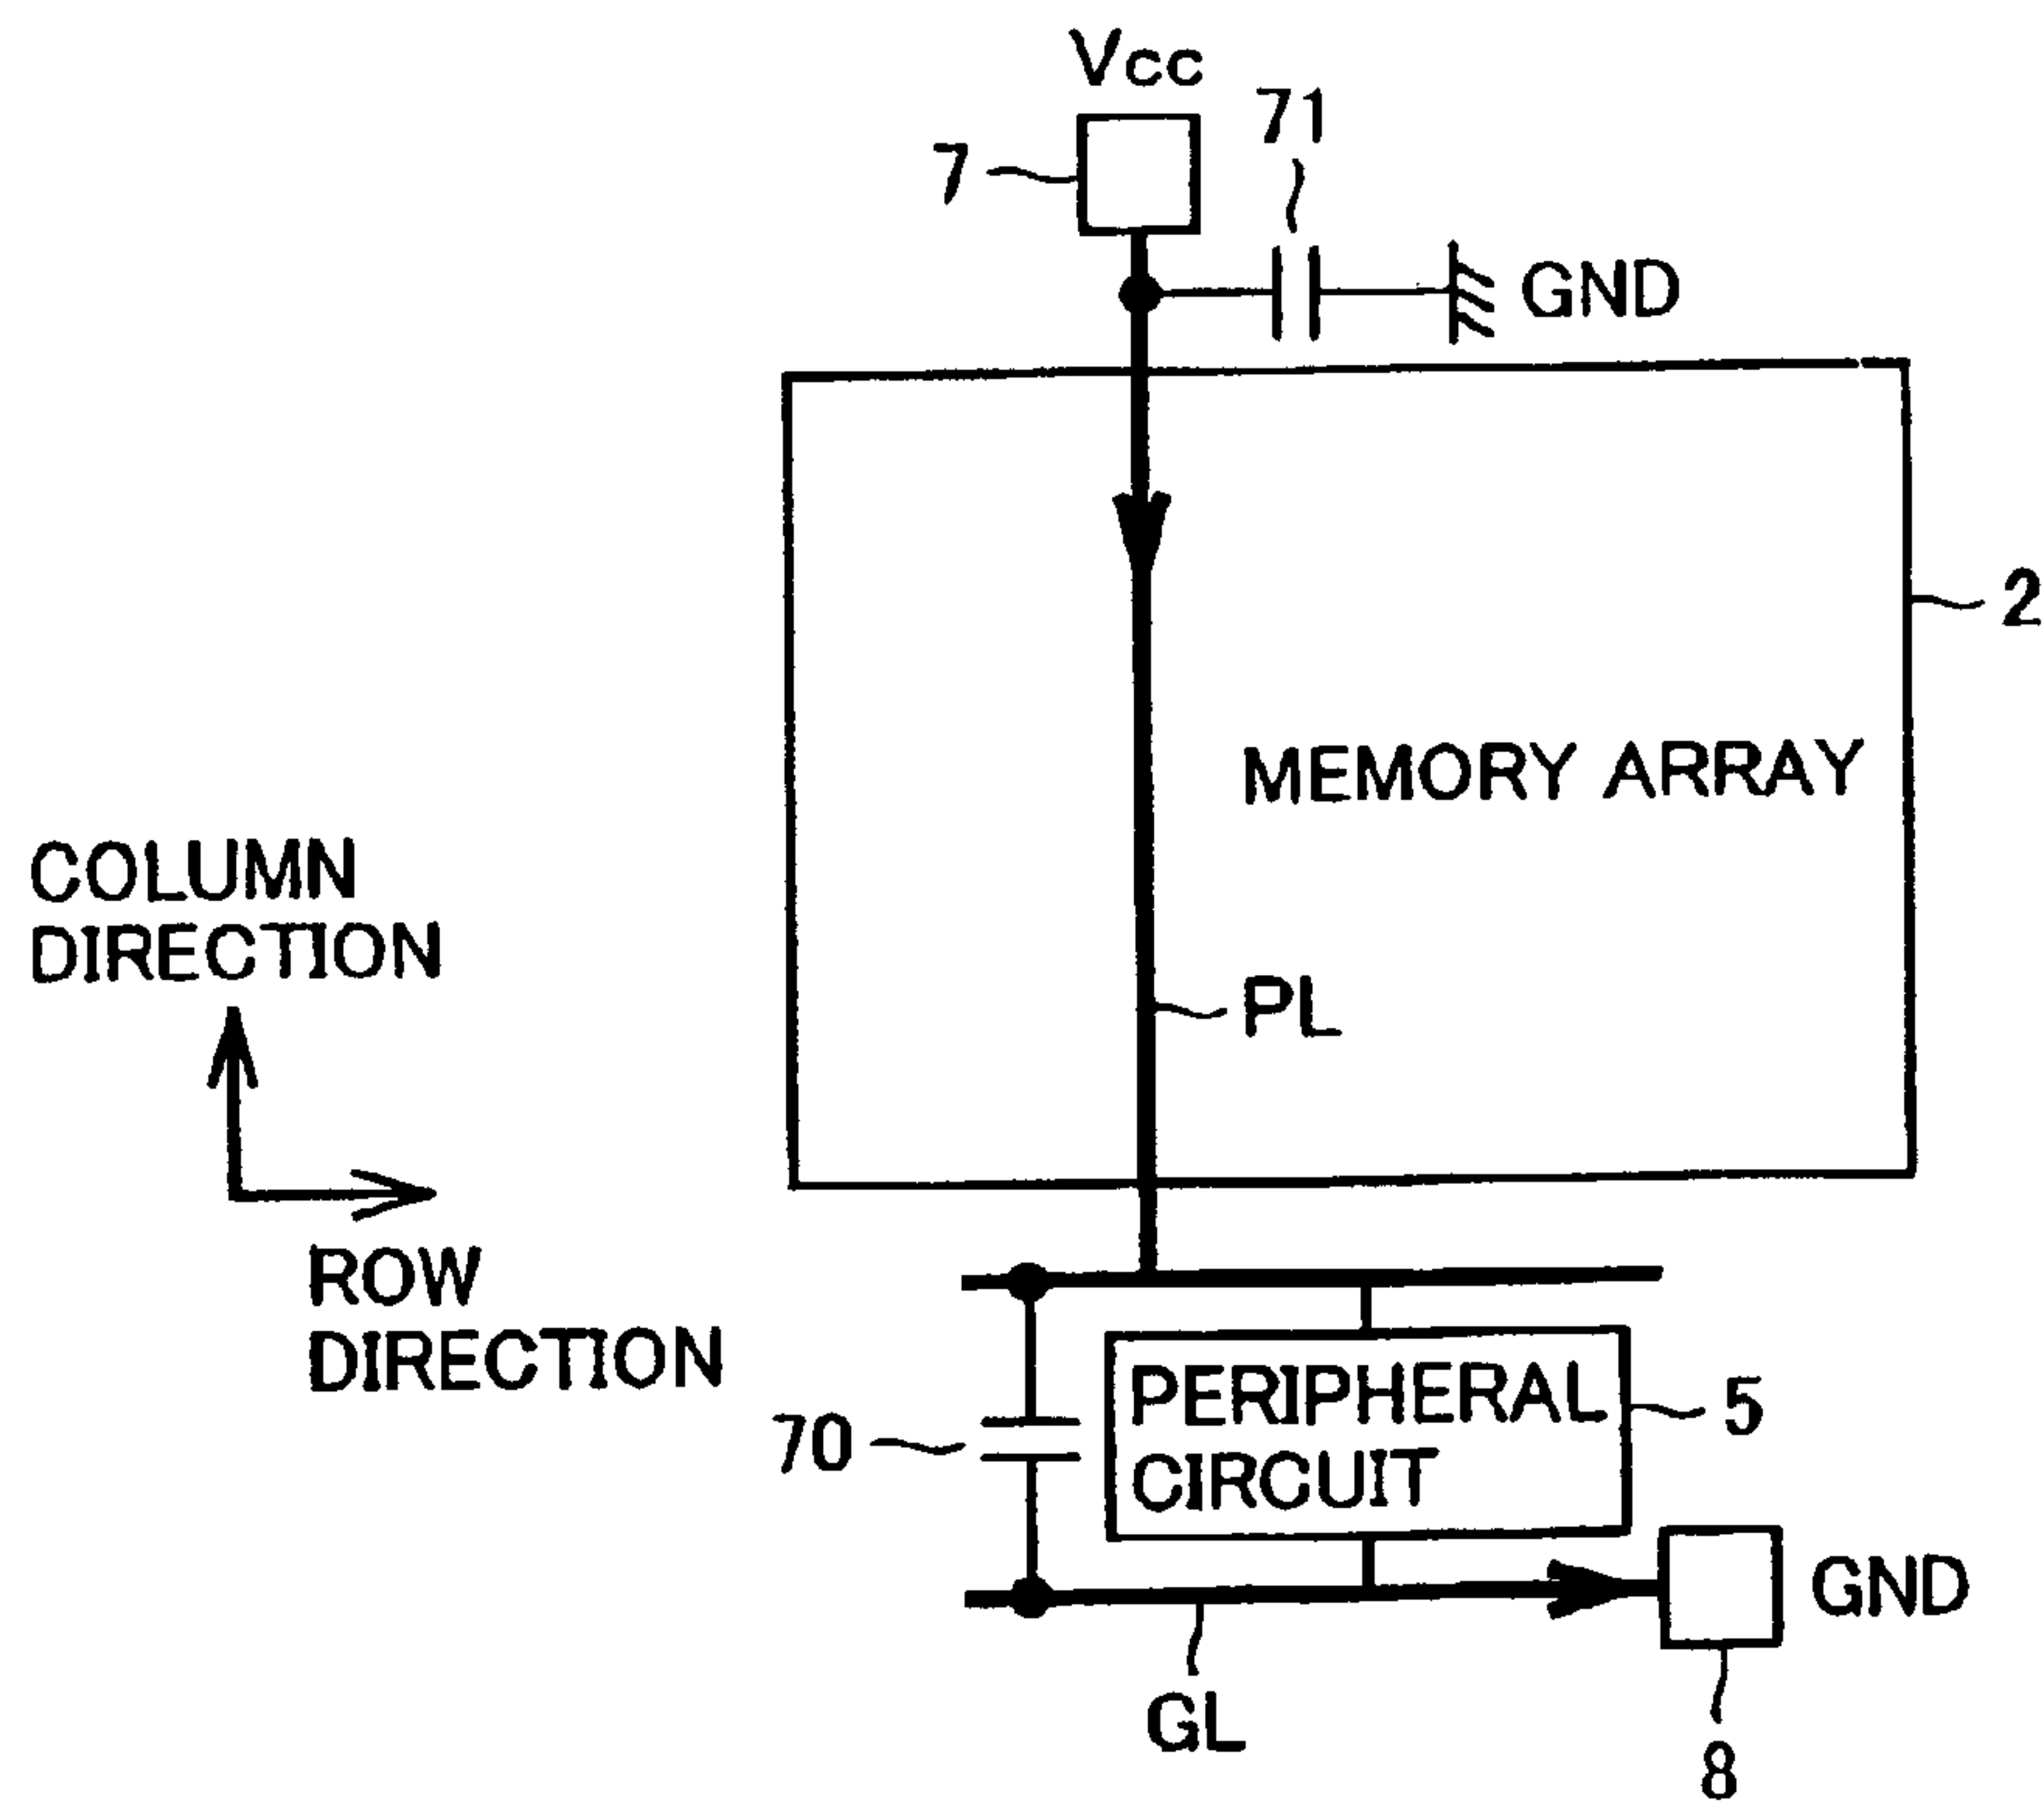 Vcc
71
7
GND
2
MEMORY ARRAY
COLUMN
DIRECTION
PL
ROW
DIRECTION
PERIPHERAL
CIRCUIT
5
70
GND
GL
8